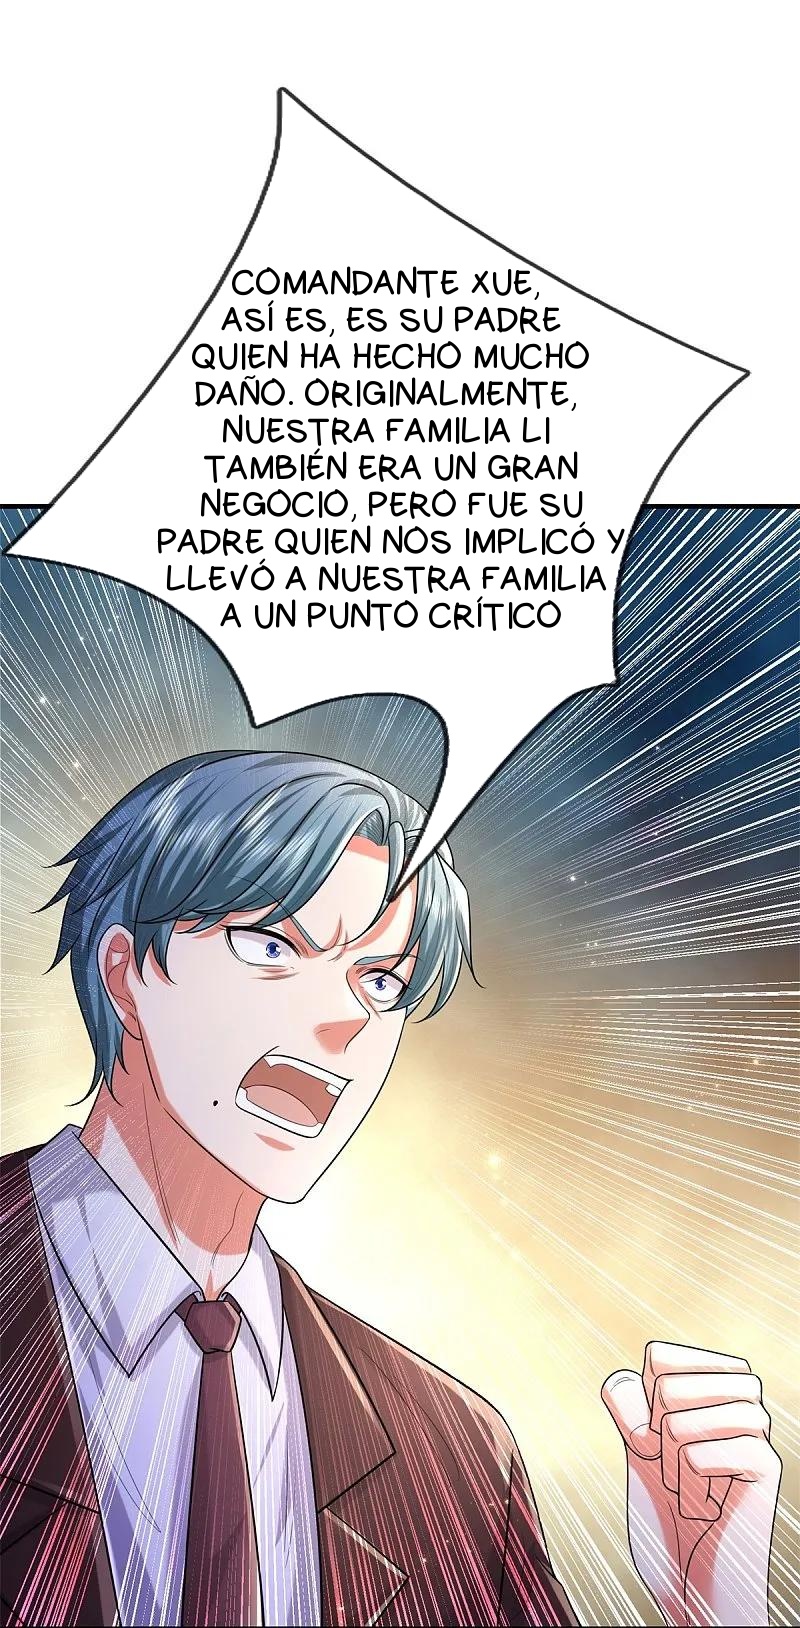 COMANDANTE XUE,
ASÍ ES, ES SU PADRE
QUIEN HA HECHO MUCHO
DAÑO. ORIGINALMENTE,
NUESTRA FAMILIA LI
TAMBIÉN ERA UN GRAN
NEGOCIO, PERO FUE SU
PADRE QUIEN NOS IMPLICÓ Y
LLEVÓ A NUESTRA FAMILIA
A UN PUNTO CRÍTICO